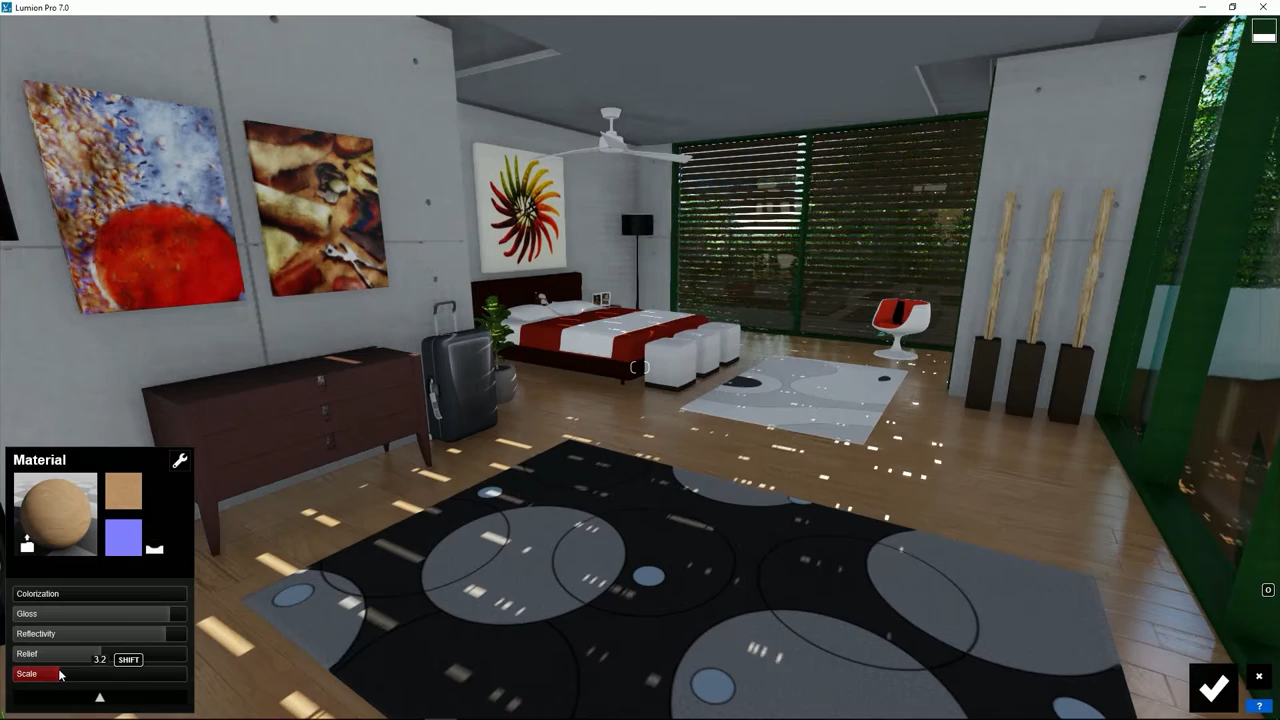 Lumion Pro 7.0
Material
Colorization
Gloss
Reflectivity
Relief
3.2 SHIFT
Scale
O
?